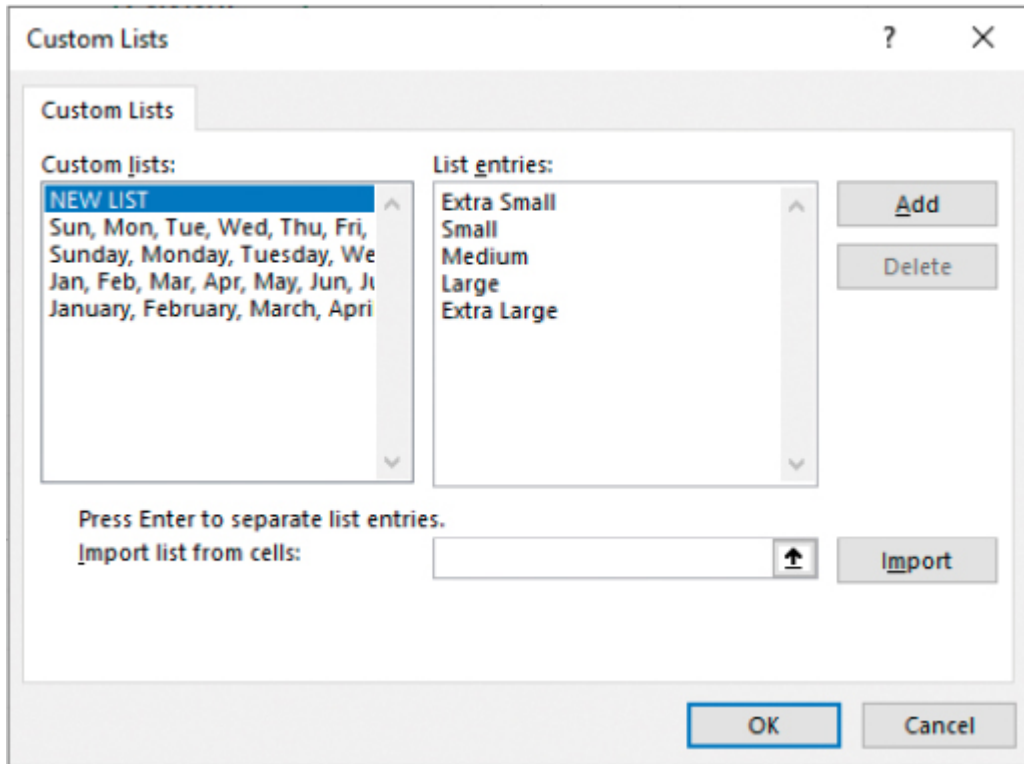 Custom Lists
?
Custom Lists
Custom lists:
NEW LIST
Sun, Mon, Tue, Wed, Thu, Fri,
Sunday, Monday, Tuesday, We
Jan, Feb, Mar, Apr, May, Jun, Ju
January, February, March, Apri
List entries:
Extra Small
Small
Medium
Large
Extra Large
Add
Delete
Press Enter to separate list entries.
Import list from cells:
Import
OK
Cancel